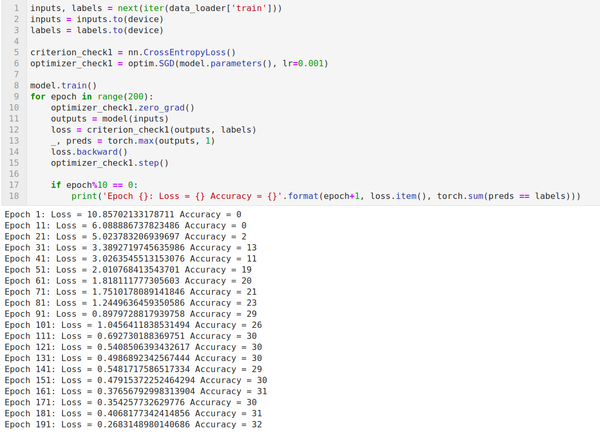 1 inputs, labels = next(iter(data_loader['train']))
2 inputs = inputs.to(device)
3 labels = labels.to(device)
4
5 criterion_check1 = nn.CrossEntropyLoss()
6 optimizer_check1 = optim.SGD(model.parameters(), lr=0.001)
7
8 model.train()
9 for epoch in range(200):
10     optimizer_check1.zero_grad()
11     outputs = model(inputs)
12     loss = criterion_check1(outputs, labels)
13     _, preds = torch.max(outputs, 1)
14     loss.backward()
15     optimizer_check1.step()
16
17     if epoch%10 == 0:
18         print('Epoch {}: Loss = {} Accuracy = {}'.format(epoch+1, loss.item(), torch.sum(preds == labels)))
Epoch 1: Loss = 10.85702133178711 Accuracy = 0
Epoch 11: Loss = 6.088886737823486 Accuracy = 0
Epoch 21: Loss = 5.023783206939697 Accuracy = 2
Epoch 31: Loss = 3.3892719745635986 Accuracy = 13
Epoch 41: Loss = 3.0263545513153076 Accuracy = 11
Epoch 51: Loss = 2.010768413543701 Accuracy = 19
Epoch 61: Loss = 1.818111777305603 Accuracy = 20
Epoch 71: Loss = 1.7510178089141846 Accuracy = 21
Epoch 81: Loss = 1.2449636459350586 Accuracy = 23
Epoch 91: Loss = 0.8979728817939758 Accuracy = 29
Epoch 101: Loss = 1.0456411838531494 Accuracy = 26
Epoch 111: Loss = 0.692730188369751 Accuracy = 30
Epoch 121: Loss = 0.5408506393432617 Accuracy = 30
Epoch 131: Loss = 0.4986892342567444 Accuracy = 30
Epoch 141: Loss = 0.5481717586517334 Accuracy = 29
Epoch 151: Loss = 0.47915372252464294 Accuracy = 30
Epoch 161: Loss = 0.37656792998313904 Accuracy = 31
Epoch 171: Loss = 0.354257732629776 Accuracy = 30
Epoch 181: Loss = 0.4068177342414856 Accuracy = 31
Epoch 191: Loss = 0.2683148980140686 Accuracy = 32